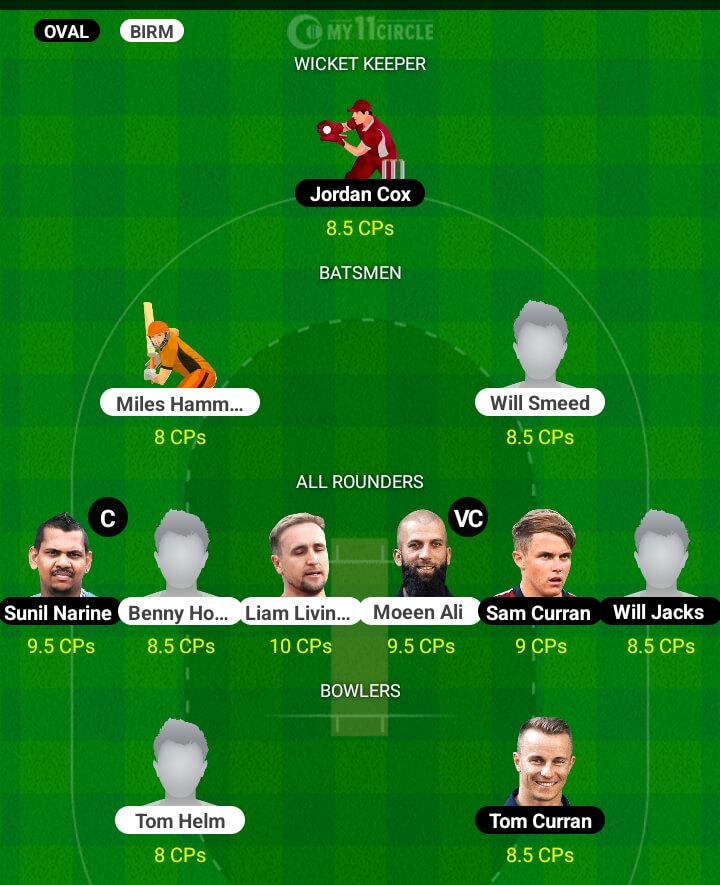 OVAL BIRM MY11CIRCLE
WICKET KEEPER
Jordan Cox
8.5 CPs
BATSMEN
Miles Hamm... Will Smeed
8 CPs 8.5 CPs
ALL ROUNDERS
C VC
Sunil Narine Benny Ho... Liam Livin... Moeen Ali Sam Curran Will Jacks
9.5 CPs 8.5 CPs 10 CPs 9.5 CPs 9 CPs 8.5 CPs
BOWLERS
Tom Helm Tom Curran
8 CPs 8.5 CPs